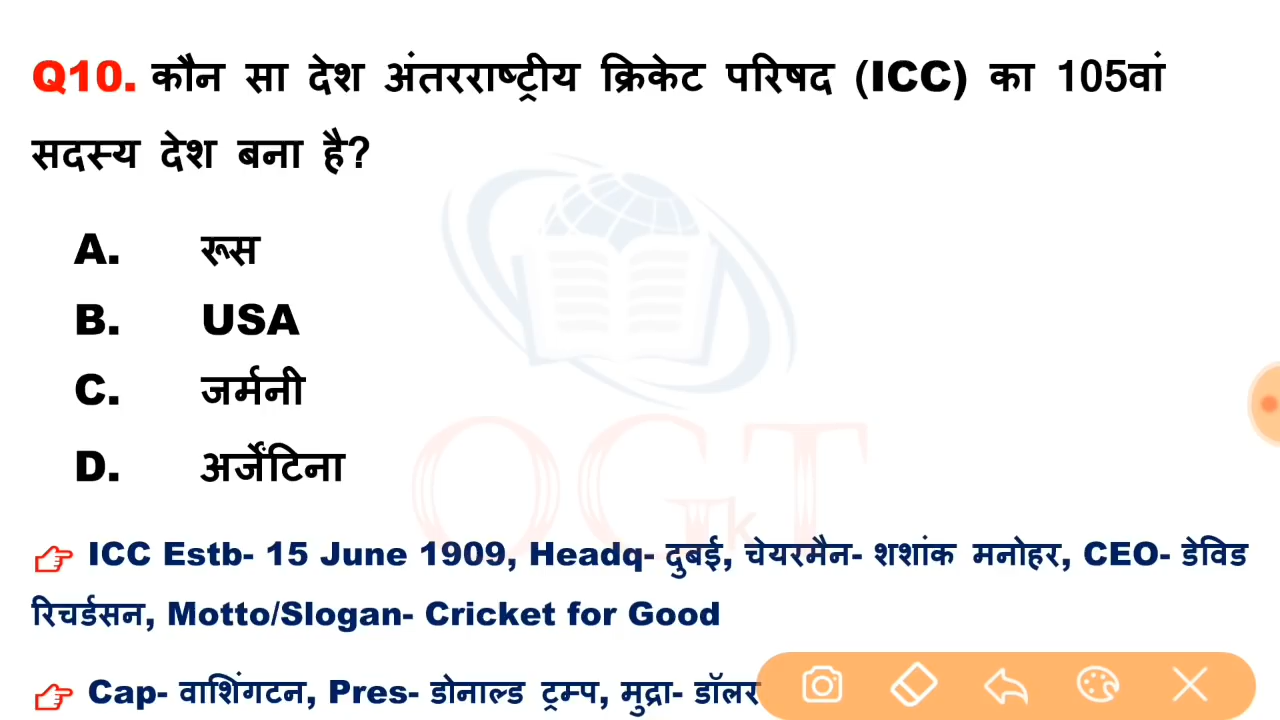 Q10. कौन सा देश अंतरराष्ट्रीय क्रिकेट परिषद (ICC) का 105वां
सदस्य देश बना है?
A. रूस
B. USA
C. जर्मनी
D. अर्जेंटिना
OGT
k
ICC Estb- 15 June 1909, Headq- दुबई, चेयरमैन- शशांक मनोहर, CEO- डेविड
रिचर्डसन, Motto/Slogan- Cricket for Good
Cap- वाशिंगटन, Pres- डोनाल्ड ट्रम्प, मुद्रा- डॉलर